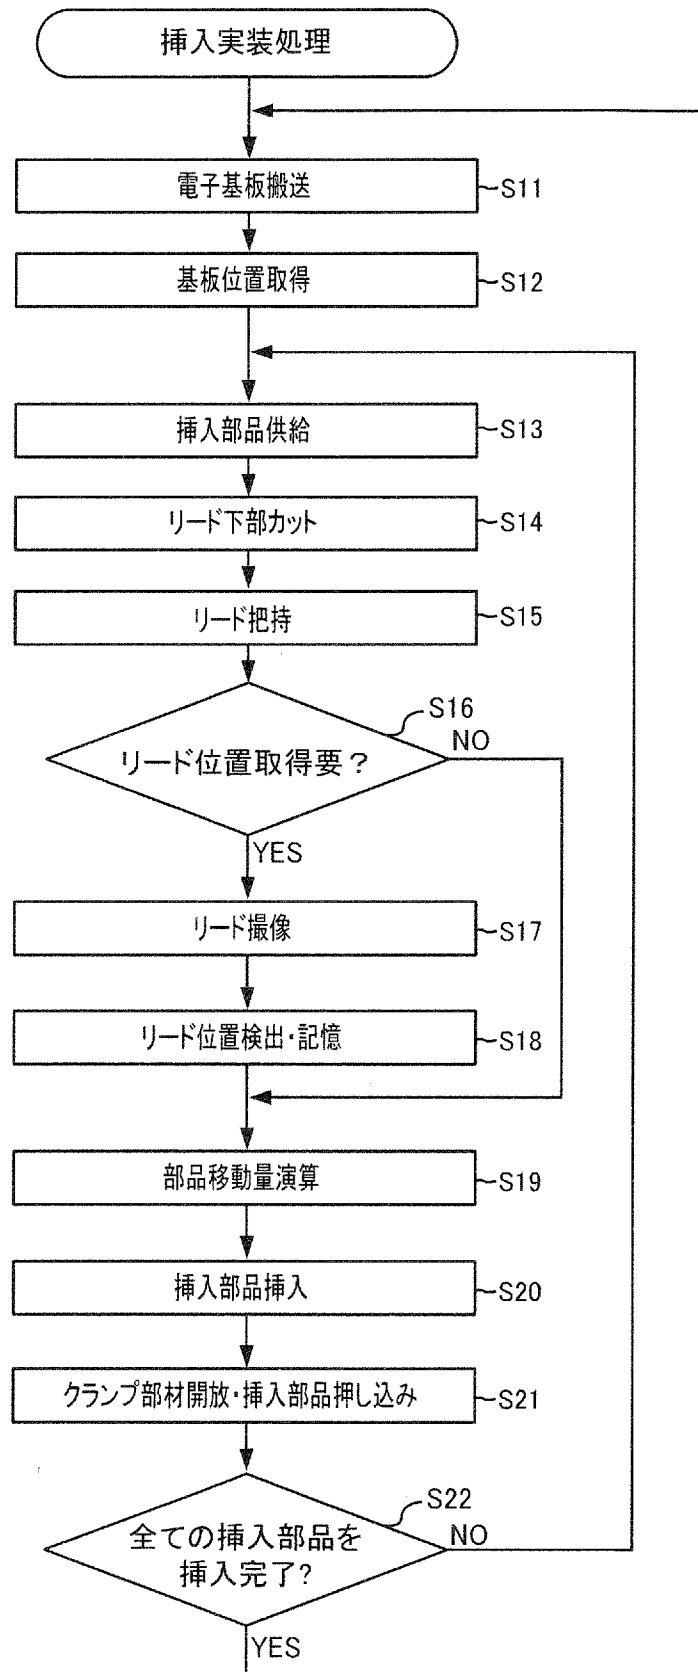 挿入実装処理
電子基板搬送
S11
基板位置取得
S12
挿入部品供給
S13
リード下部カット
S14
リード把持
S15
S16
リード位置取得要?
NO
YES
リード撮像
S17
リード位置検出・記憶
S18
部品移動量演算
S19
挿入部品挿入
S20
クランプ部材開放・挿入部品押し込み
S21
S22
全ての挿入部品を
挿入完了?
NO
YES